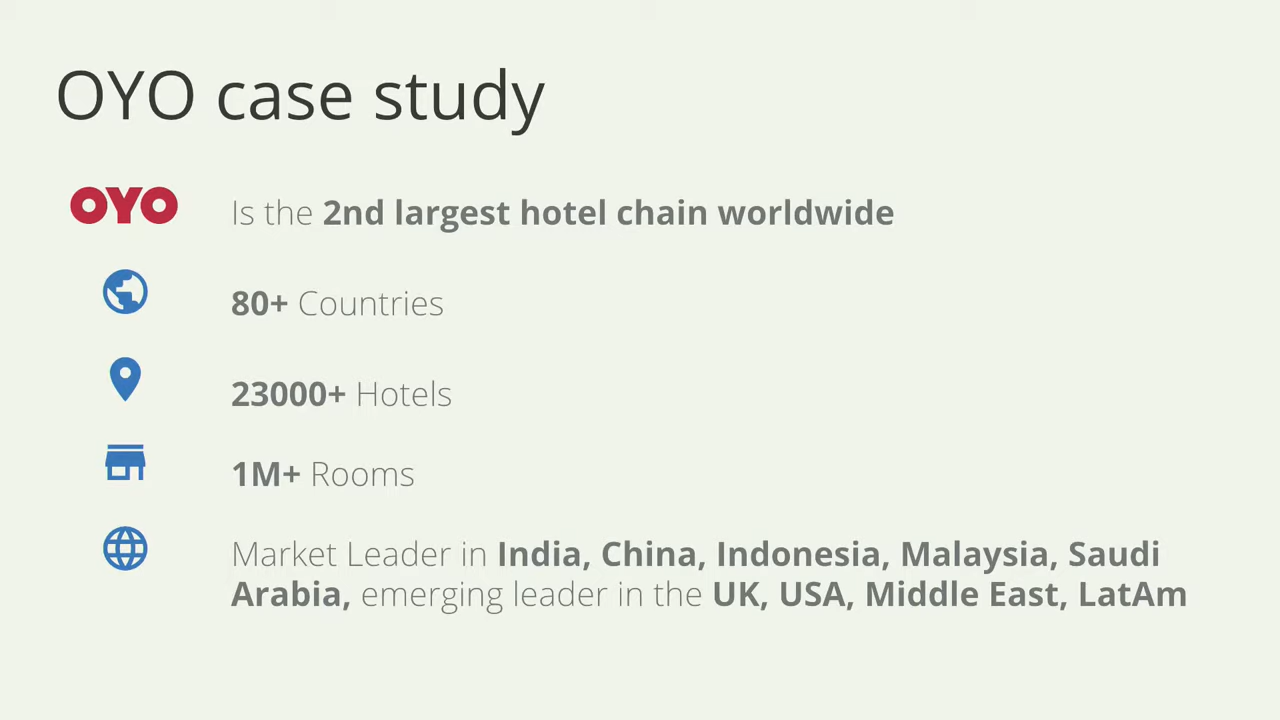 OYO case study
OYO Is the 2nd largest hotel chain worldwide
80+ Countries
23000+ Hotels
1M+ Rooms
Market Leader in India, China, Indonesia, Malaysia, Saudi
Arabia, emerging leader in the UK, USA, Middle East, LatAm